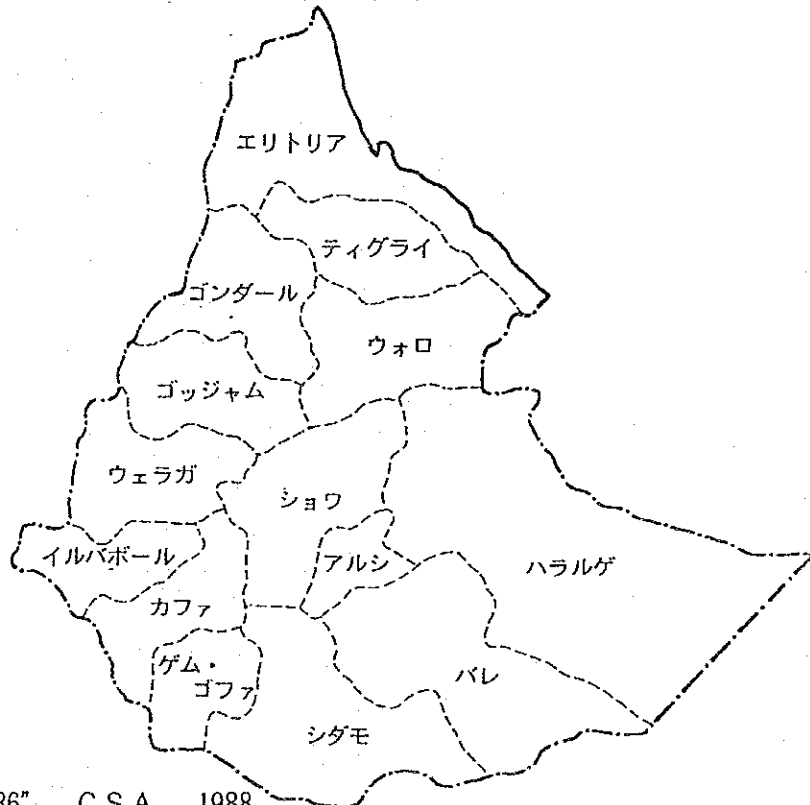 エリトリア
ティグライ
ゴンダール
ウォロ
ゴッジャム
ウェラガ
ショワ
イルバボール
アルシ
ハラルゲ
カファ
ゲム・
ゴファ
バレ
シダモ
86” C.S.A. 1988